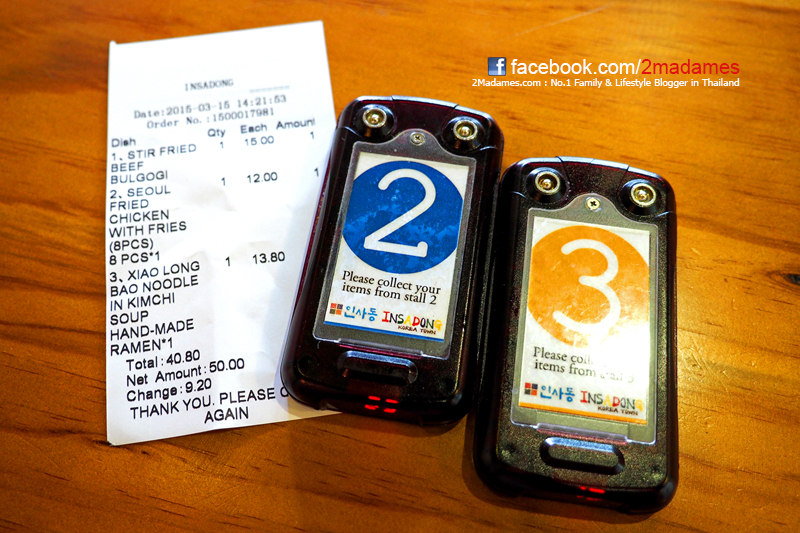 facebook.com/2madames
2Madames.com : No.1 Family & Lifestyle Blogger in Thailand
INSADONG
Date:2015-03-15 14:21:53
Order No.:1500017981
Dish Qty Each Amount
1、STIR FRIED 1 15.00 1
BEEF
BULGOGI
2、SEOUL 1 12.00 1
FRIED
CHICKEN
WITH FRIES
(8PCS)
8 PCS*1
3、XIAO LONG 1 13.80
BAO NOODLE
IN KIMCHI
SOUP
HAND-MADE
RAMEN*1
Total:40.80
Net Amount:50.00
Change:9.20
THANK YOU. PLEASE
AGAIN
2
Please collect your
items from stall 2
인사동 INSADONG
KOREA TOWN
3
Please
items from stall 3
인사동 INSADONG
KOREA TOWN